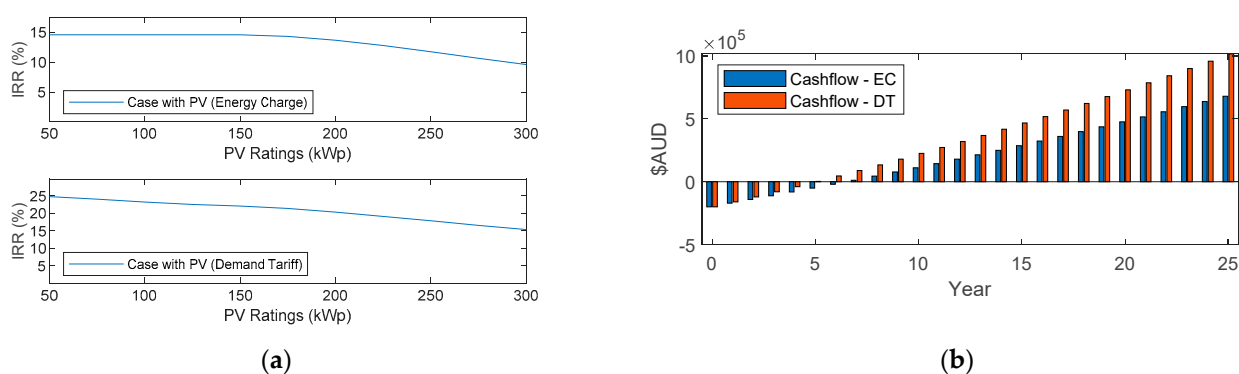 15
10
5
IRR (%)
Case with PV (Energy Charge)
50 100 150 200 250 300
PV Ratings (kWp)
25
20
15
10
5
IRR (%)
Case with PV (Demand Tariff)
50 100 150 200 250 300
PV Ratings (kWp)
(a)
×10⁵
10
5
0
-5
$AUD
Cashflow - EC
Cashflow - DT
0 5 10 15 20 25
Year
(b)